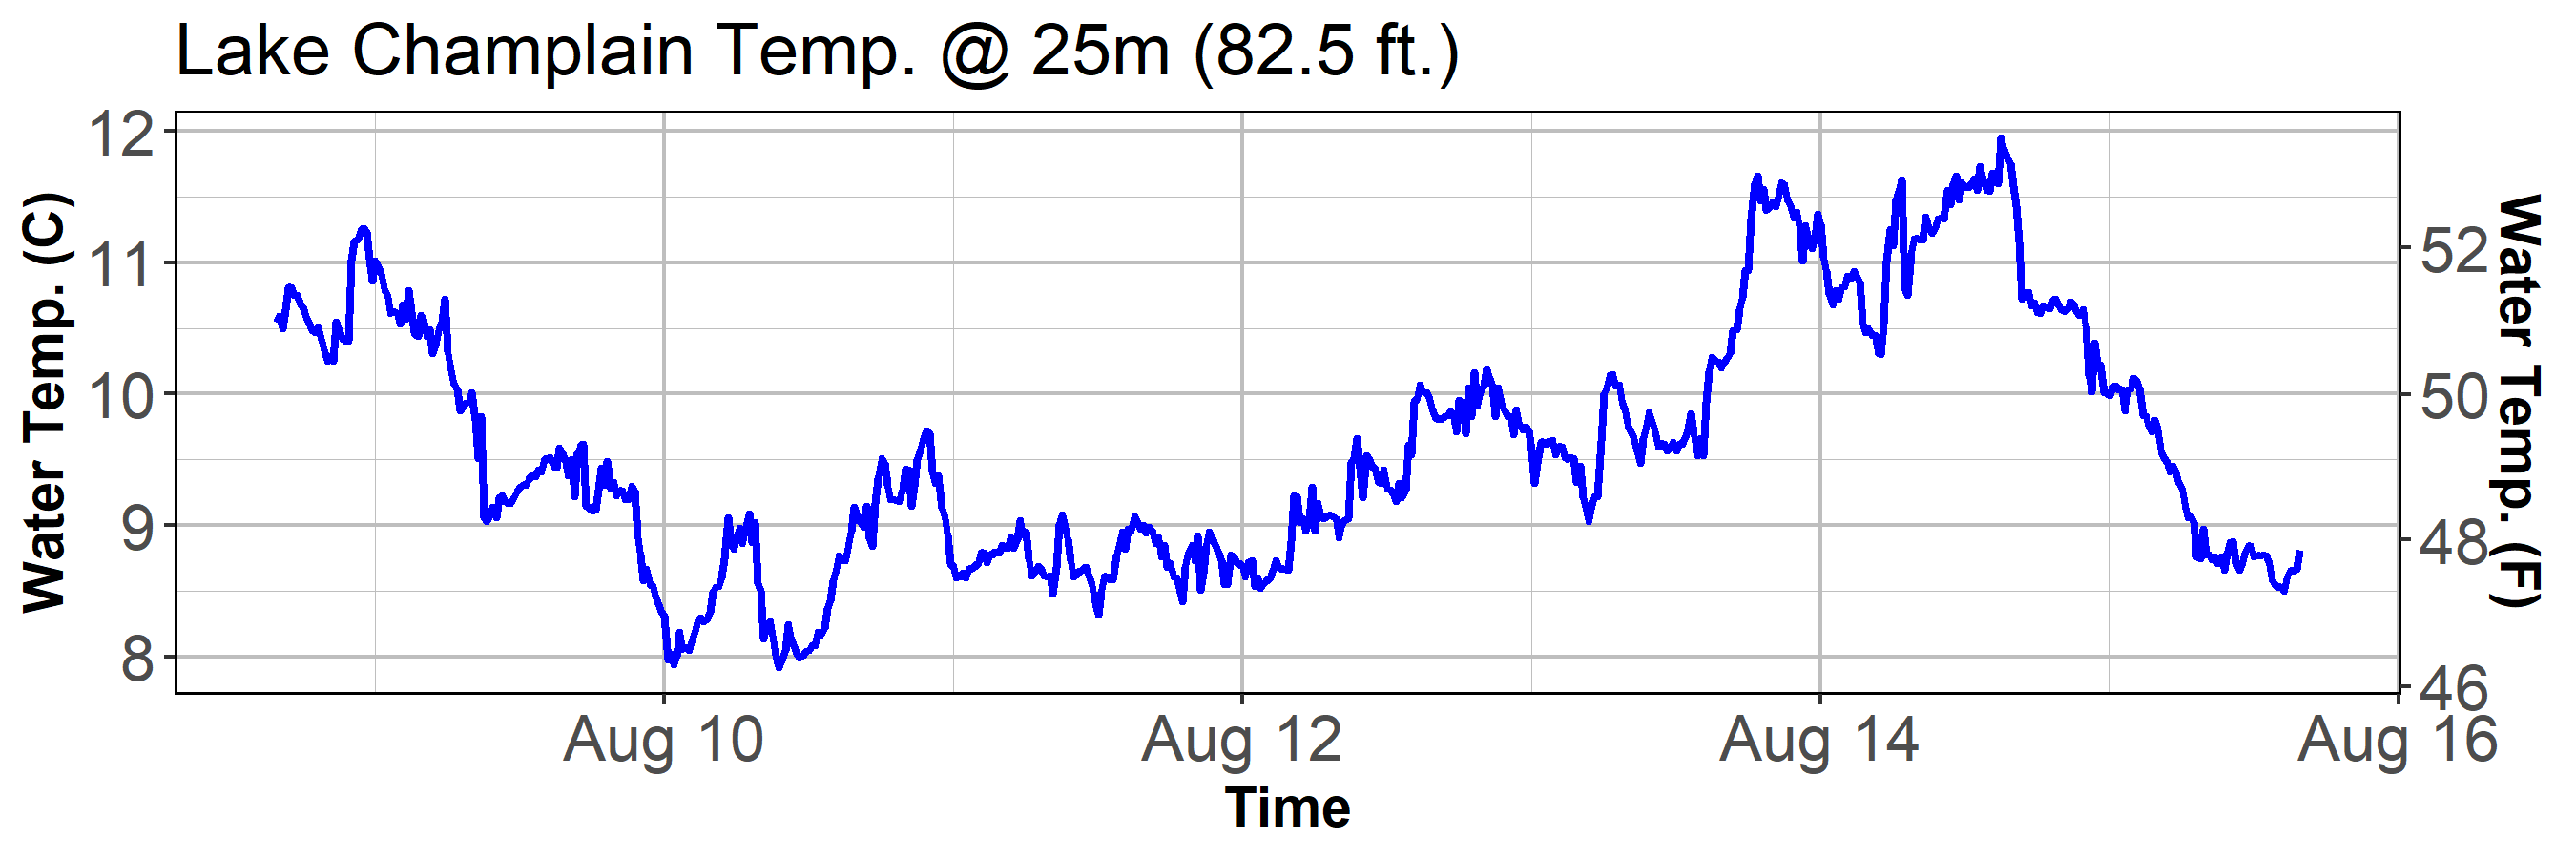 Lake Champlain Temp. @ 25m (82.5 ft.)
Water Temp. (C)
12
11
10
9
8
52
50
48
46
Water Temp. (F)
Aug 10
Aug 12
Aug 14
Aug 16
Time